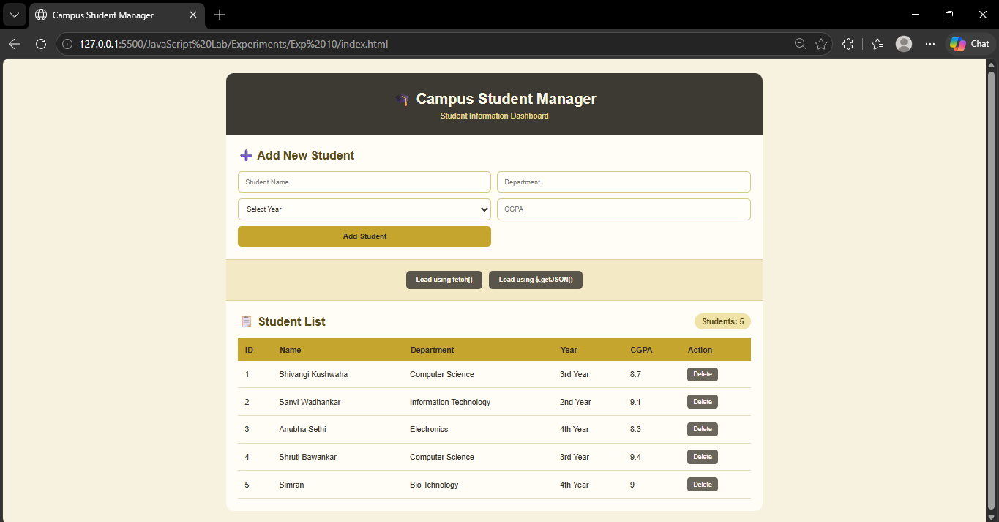 Campus Student Manager
127.0.0.1:5500/JavaScript%20Lab/Experiments/Exp%2010/index.html
Chat
Campus Student Manager
Student Information Dashboard
Add New Student
Student Name Department
Select Year CGPA
Add Student
Load using fetch() Load using $.getJSON()
Student List Students: 5
ID Name Department Year CGPA Action
1 Shivangi Kushwaha Computer Science 3rd Year 8.7 Delete
2 Sanvi Wadhankar Information Technology 2nd Year 9.1 Delete
3 Anubha Sethi Electronics 4th Year 8.3 Delete
4 Shruti Bawankar Computer Science 3rd Year 9.4 Delete
5 Simran Bio Tchnology 4th Year 9 Delete